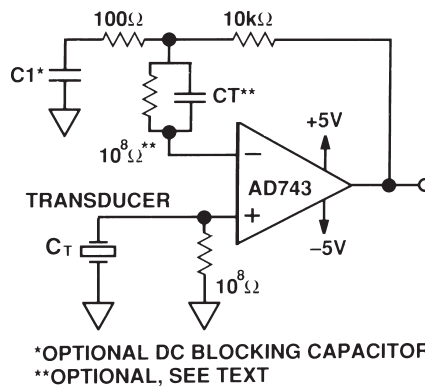 100Ω 10kΩ
C1*
CT**
10⁸Ω**
+5V
−
AD743
TRANSDUCER
+
−5V
CT
10⁸Ω
*OPTIONAL DC BLOCKING CAPACITOR
**OPTIONAL, SEE TEXT